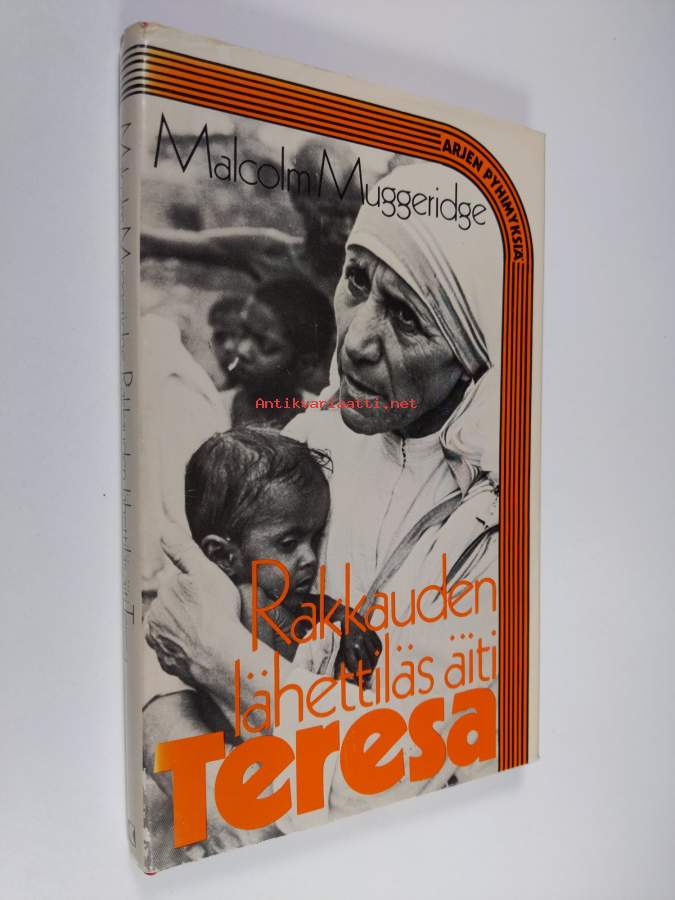 Malcolm Muggeridge
ARJEN PYHIMYKSIÄ
Antikvariaatti.net
Rakkauden
lähettiläs äiti
Teresa